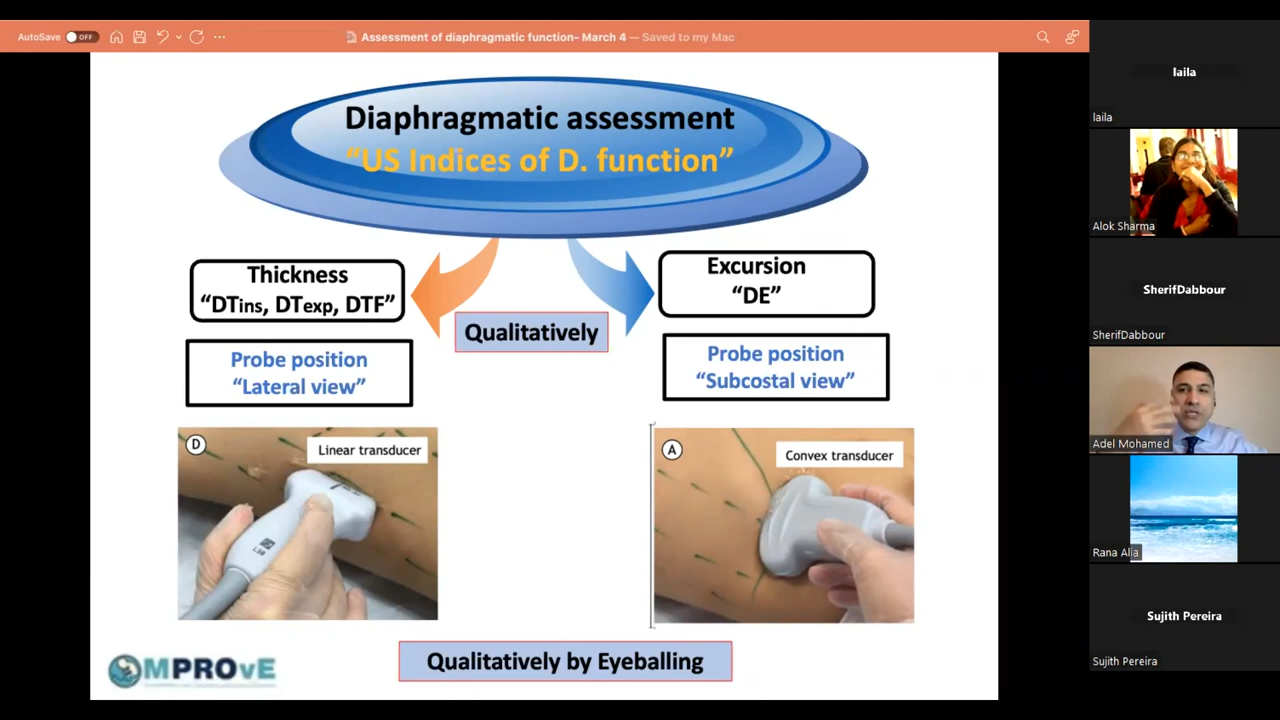 AutoSave OFF
Assessment of diaphragmatic function- March 4 — Saved to my Mac
Diaphragmatic assessment
“US Indices of D. function”
Thickness
“DTins, DTexp, DTF”
Excursion
“DE”
Qualitatively
Probe position
“Lateral view”
Probe position
“Subcostal view”
D
Linear transducer
L38
A
Convex transducer
Qualitatively by Eyeballing
MPROvE
laila
laila
Alok Sharma
SherifDabbour
SherifDabbour
Adel Mohamed
Rana Alia
Sujith Pereira
Sujith Pereira